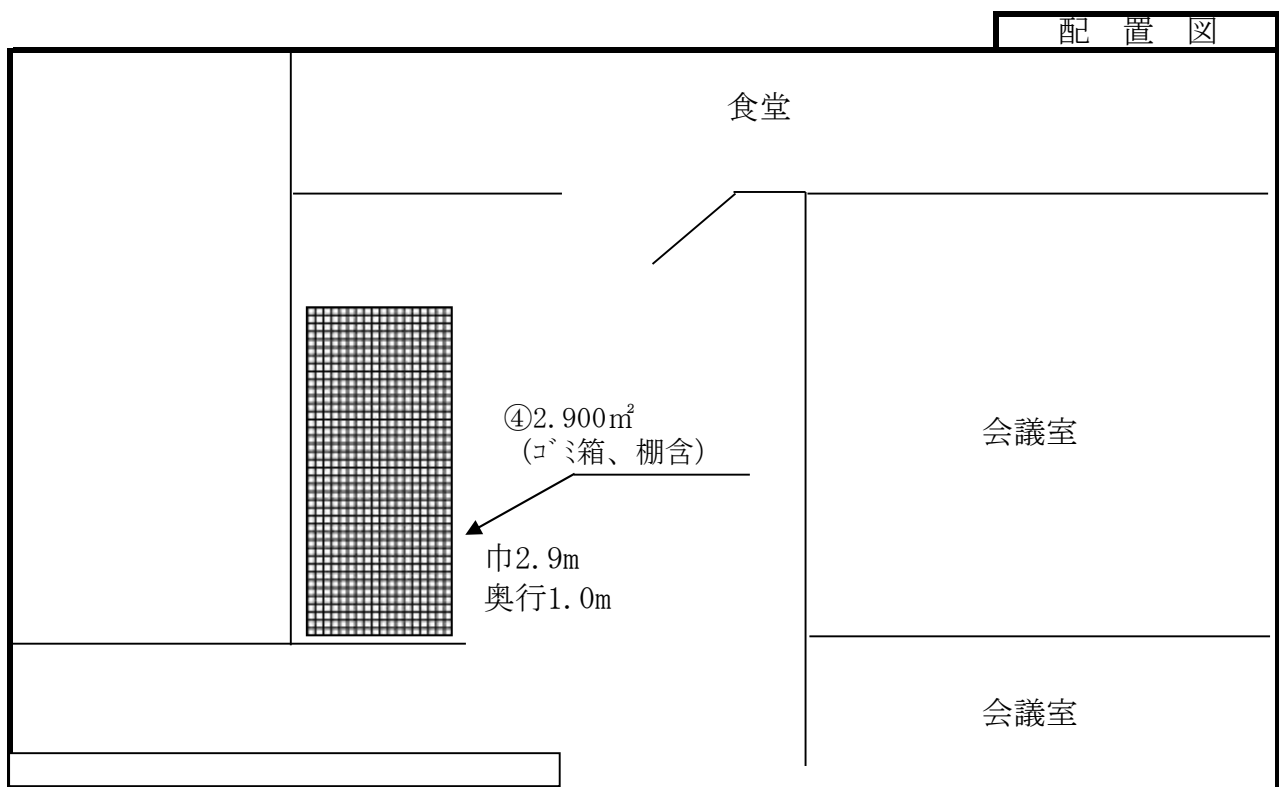 配 置 図
食堂
④2.900㎡
(ｺﾞﾐ箱、棚含)
会議室
巾2.9m
奥行1.0m
会議室